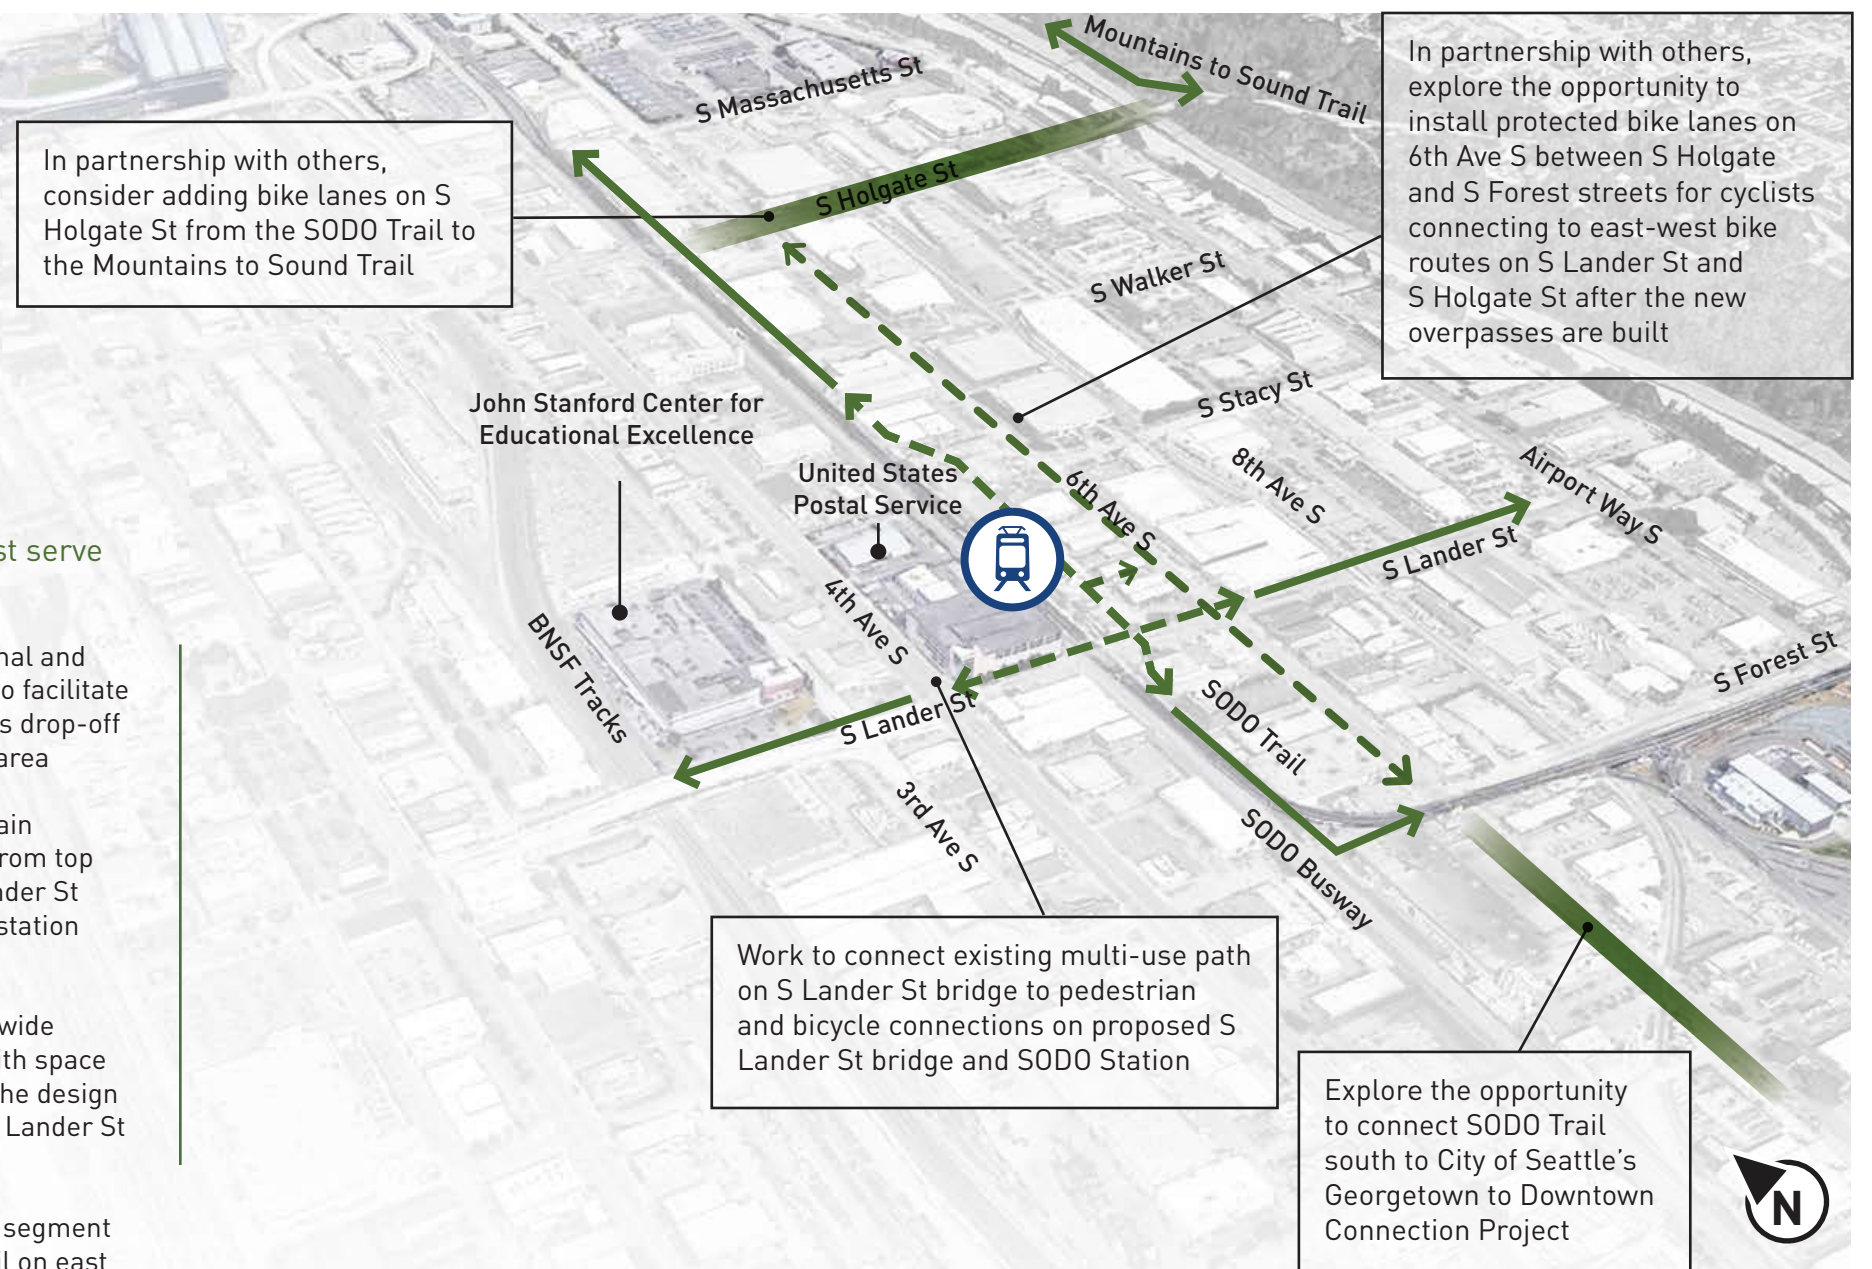 Mountains to Sound Trail
S Massachusetts St
In partnership with others,
explore the opportunity to
install protected bike lanes on
6th Ave S between S Holgate
and S Forest streets for cyclists
connecting to east-west bike
routes on S Lander St and
S Holgate St after the new
overpasses are built
In partnership with others,
consider adding bike lanes on S
Holgate St from the SODO Trail to
the Mountains to Sound Trail
S Holgate St
S Walker St
S Stacy St
John Stanford Center for
Educational Excellence
United States
Postal Service
6th Ave S
8th Ave S
Airport Way S
S Lander St
4th Ave S
BNSF Tracks
S Lander St
3rd Ave S
SODO Trail
SODO Busway
S Forest St
st serve
nal and
o facilitate
s drop-off
area
ain
rom top
nder St
station
wide
ith space
he design
Lander St
segment
il on east
Work to connect existing multi-use path
on S Lander St bridge to pedestrian
and bicycle connections on proposed S
Lander St bridge and SODO Station
Explore the opportunity
to connect SODO Trail
south to City of Seattle's
Georgetown to Downtown
Connection Project
N